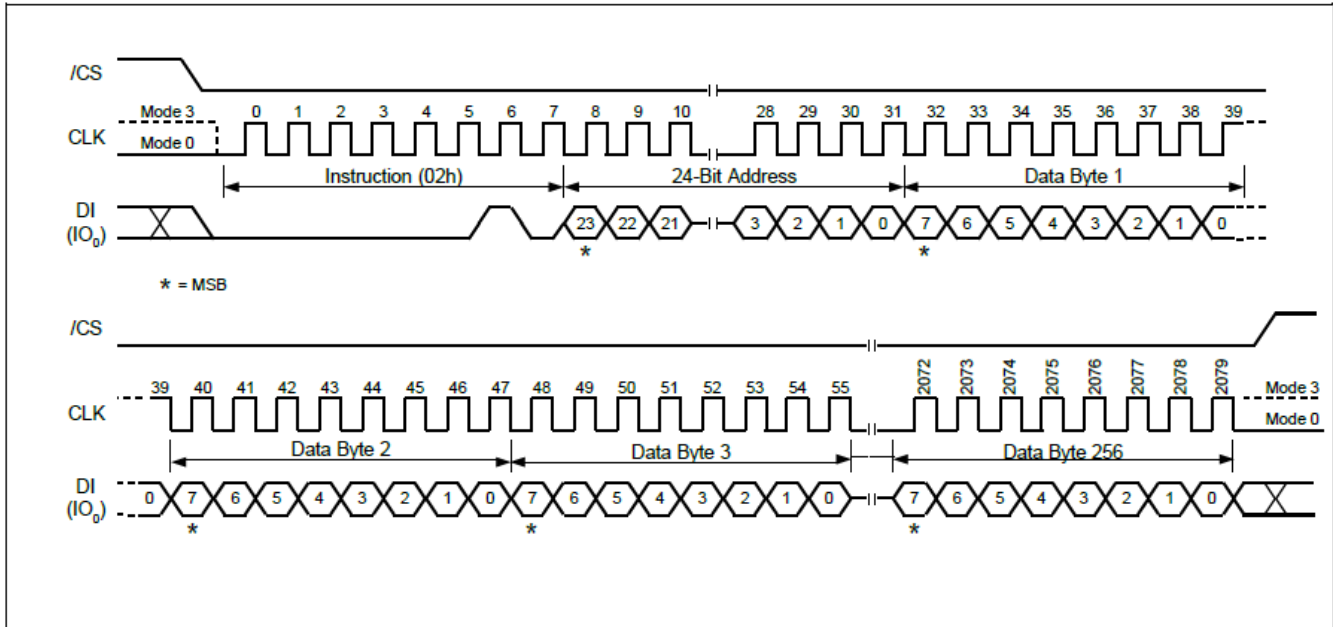 /CS
Mode 3 0 1 2 3 4 5 6 7 8 9 10 28 29 30 31 32 33 34 35 36 37 38 39
CLK Mode 0
Instruction (02h) 24-Bit Address Data Byte 1
DI
(IO0) 23 22 21 3 2 1 0 7 6 5 4 3 2 1 0
* *
* = MSB
/CS
39 40 41 42 43 44 45 46 47 48 49 50 51 52 53 54 55 2072 2073 2074 2075 2076 2077 2078 2079 Mode 3
CLK Mode 0
Data Byte 2 Data Byte 3 Data Byte 256
DI
(IO0) 0 7 6 5 4 3 2 1 0 7 6 5 4 3 2 1 0 7 6 5 4 3 2 1 0
* * *